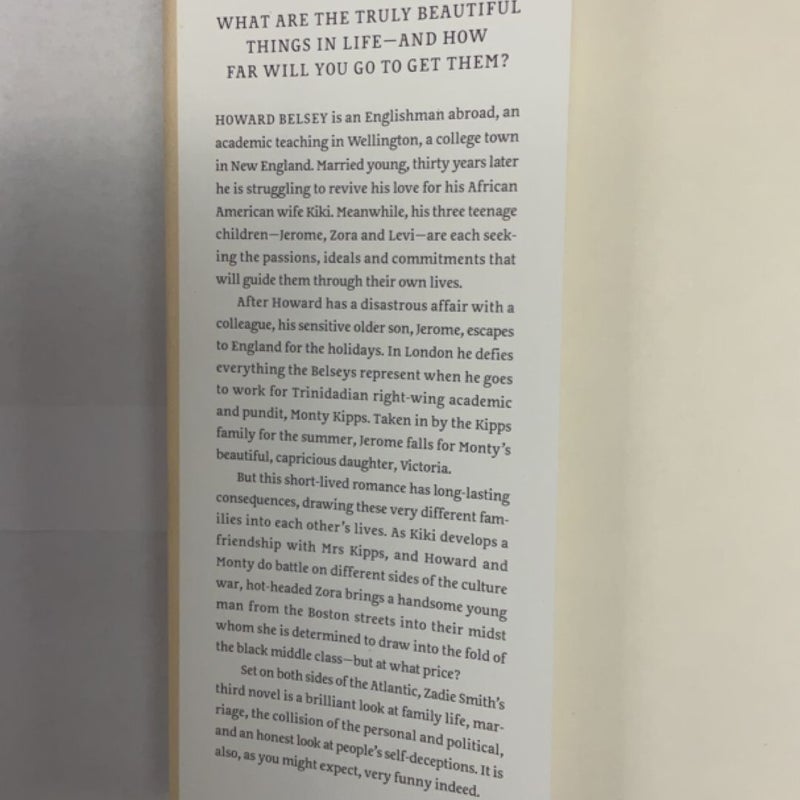 WHAT ARE THE TRULY BEAUTIFUL
THINGS IN LIFE—AND HOW
FAR WILL YOU GO TO GET THEM?
HOWARD BELSEY is an Englishman abroad, an
academic teaching in Wellington, a college town
in New England. Married young, thirty years later
he is struggling to revive his love for his African
American wife Kiki. Meanwhile, his three teenage
children—Jerome, Zora and Levi—are each seek-
ing the passions, ideals and commitments that
will guide them through their own lives.
After Howard has a disastrous affair with a
colleague, his sensitive older son, Jerome, escapes
to England for the holidays. In London he defies
everything the Belseys represent when he goes
to work for Trinidadian right-wing academic
and pundit, Monty Kipps. Taken in by the Kipps
family for the summer, Jerome falls for Monty's
beautiful, capricious daughter, Victoria.
But this short-lived romance has long-lasting
consequences, drawing these very different fam-
ilies into each other's lives. As Kiki develops a
friendship with Mrs Kipps, and Howard and
Monty do battle on different sides of the culture
war, hot-headed Zora brings a handsome young
man from the Boston streets into their midst
whom she is determined to draw into the fold of
the black middle class—but at what price?
Set on both sides of the Atlantic, Zadie Smith's
third novel is a brilliant look at family life, mar-
riage, the collision of the personal and political,
and an honest look at people's self-deceptions. It is
also, as you might expect, very funny indeed.